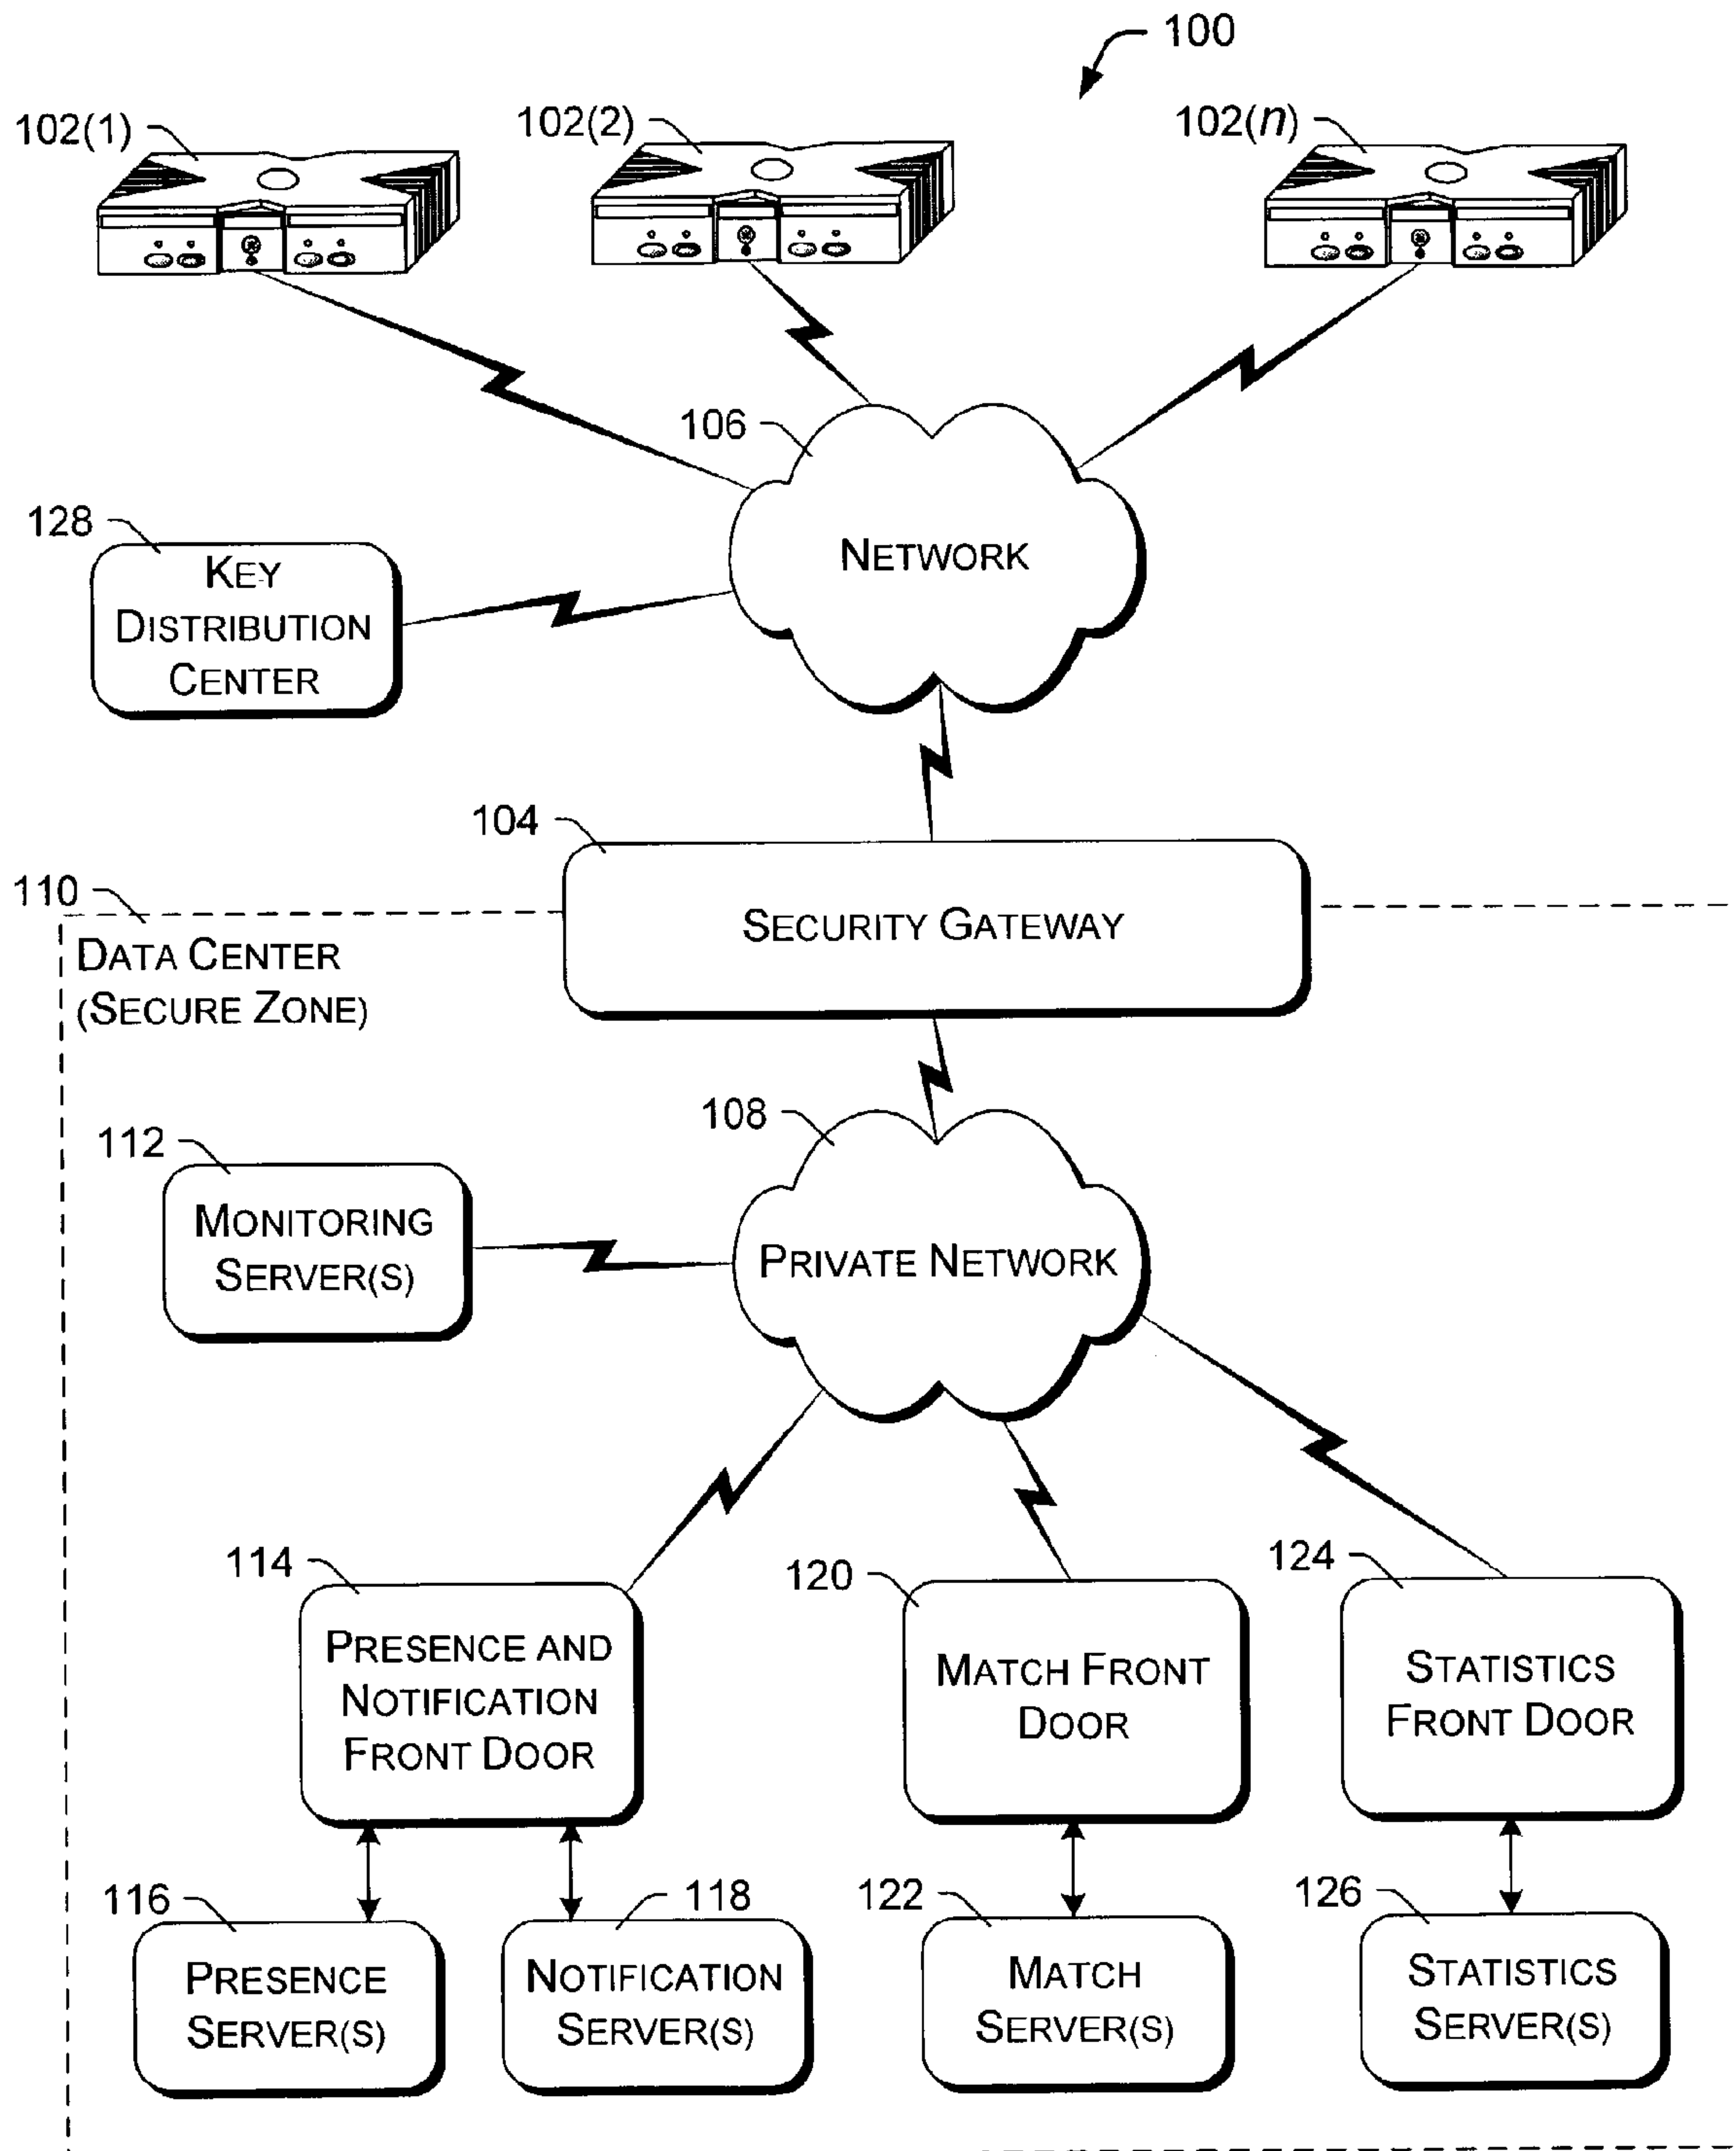 100
102(1)
102(2)
102(n)
106
NETWORK
128
KEY
DISTRIBUTION
CENTER
104
SECURITY GATEWAY
110
DATA CENTER
(SECURE ZONE)
108
PRIVATE NETWORK
112
MONITORING
SERVER(S)
114
PRESENCE AND
NOTIFICATION
FRONT DOOR
120
MATCH FRONT
DOOR
124
STATISTICS
FRONT DOOR
116
PRESENCE
SERVER(S)
118
NOTIFICATION
SERVER(S)
122
MATCH
SERVER(S)
126
STATISTICS
SERVER(S)